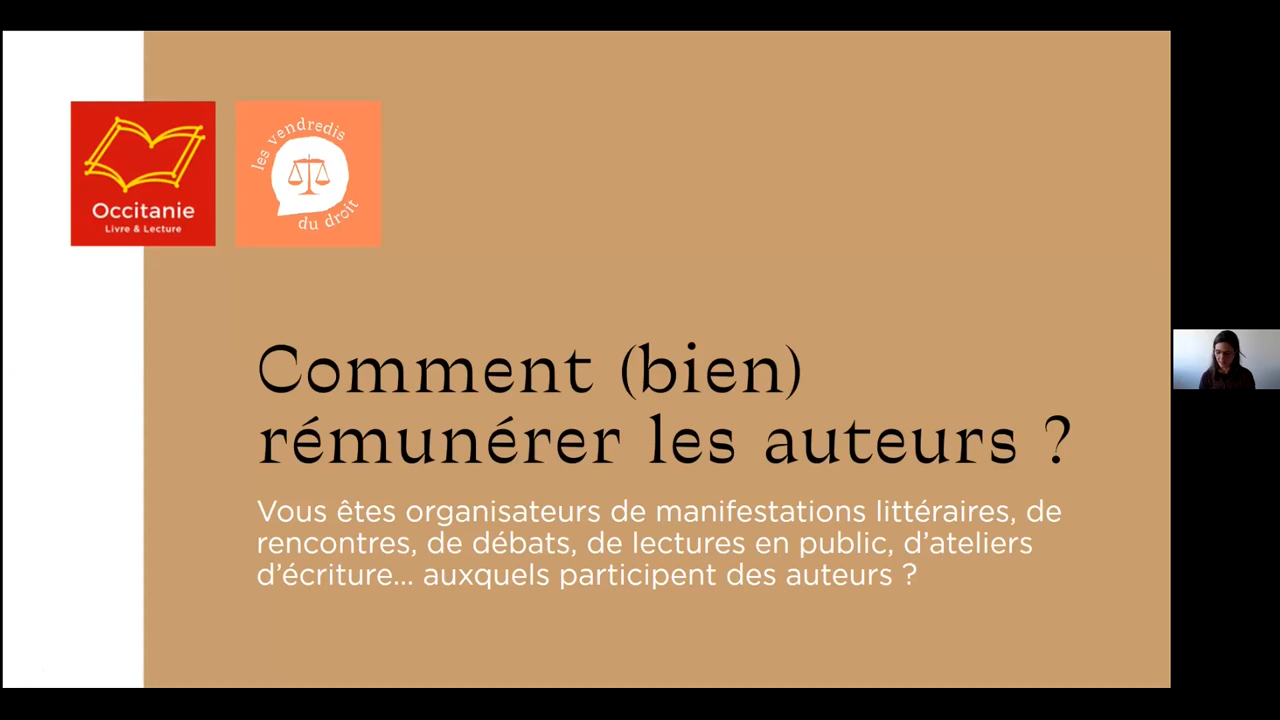 Occitanie
Livre & Lecture
les vendredis
du droit
Comment (bien)
rémunérer les auteurs ?
Vous êtes organisateurs de manifestations littéraires, de
rencontres, de débats, de lectures en public, d’ateliers
d’écriture... auxquels participent des auteurs ?